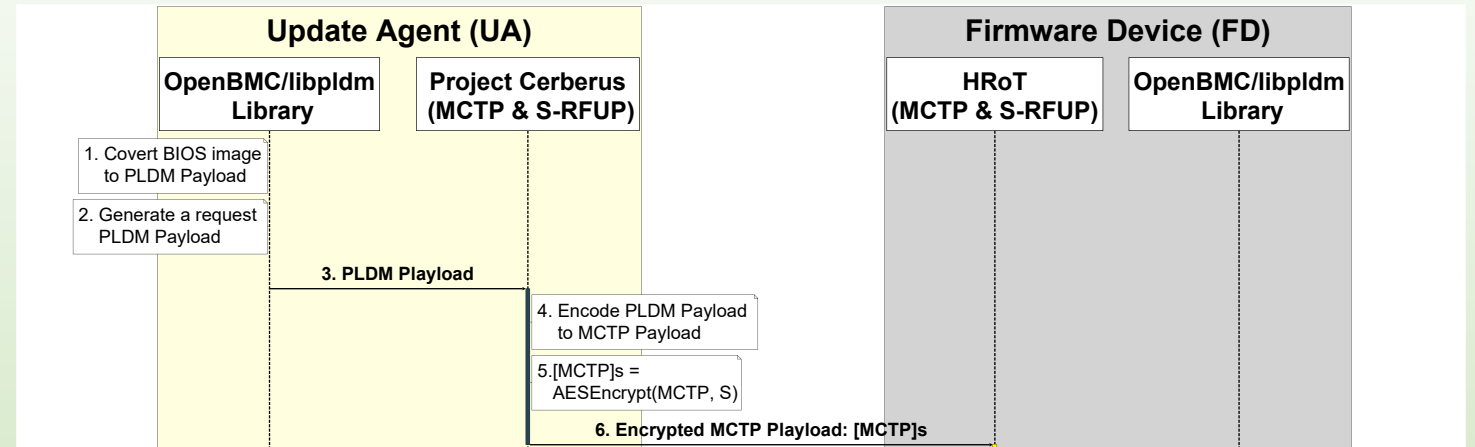 Update Agent (UA)
Firmware Device (FD)
OpenBMC/libpldm
Library
Project Cerberus
(MCTP & S-RFUP)
HRoT
(MCTP & S-RFUP)
OpenBMC/libpldm
Library
1. Covert BIOS image
to PLDM Payload
2. Generate a request
PLDM Payload
3. PLDM Playload
4. Encode PLDM Payload
to MCTP Payload
5.[MCTP]s =
AESEncrypt(MCTP, S)
6. Encrypted MCTP Playload: [MCTP]s